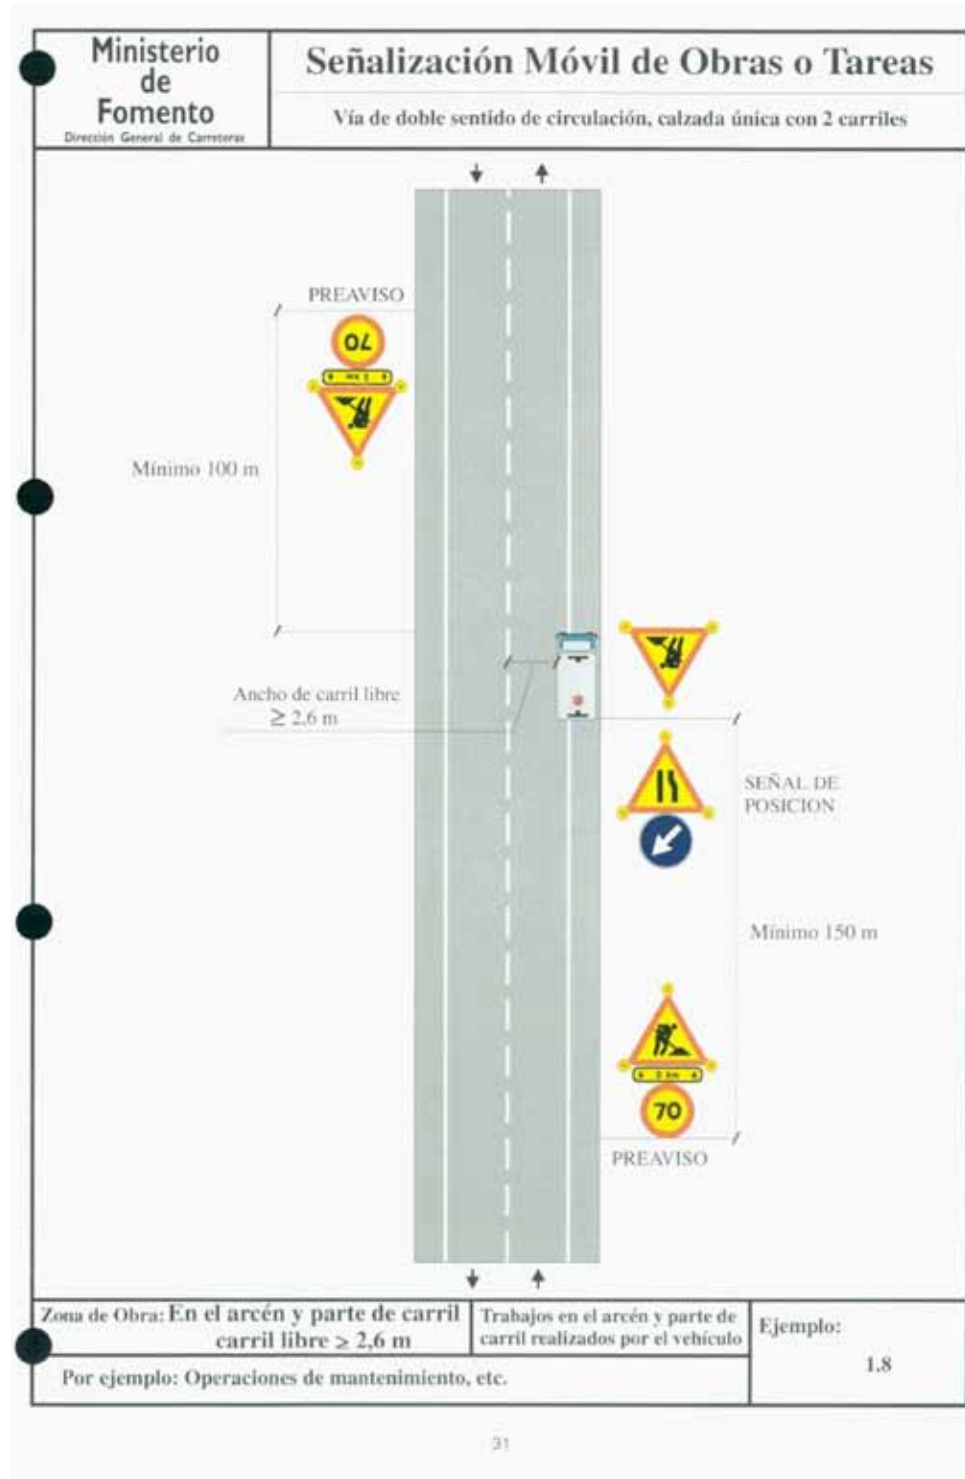 Ministerio
de
Fomento
Dirección General de Carreteras
Señalización Móvil de Obras o Tareas
Vía de doble sentido de circulación, calzada única con 2 carriles
PREAVISO
70
Mínimo 100 m
Ancho de carril libre
≥ 2,6 m
SEÑAL DE
POSICION
Mínimo 150 m
2 km
70
PREAVISO
Zona de Obra: En el arcén y parte de carril
carril libre ≥ 2,6 m
Trabajos en el arcén y parte de
carril realizados por el vehículo
Ejemplo:
1.8
Por ejemplo: Operaciones de mantenimiento, etc.
31